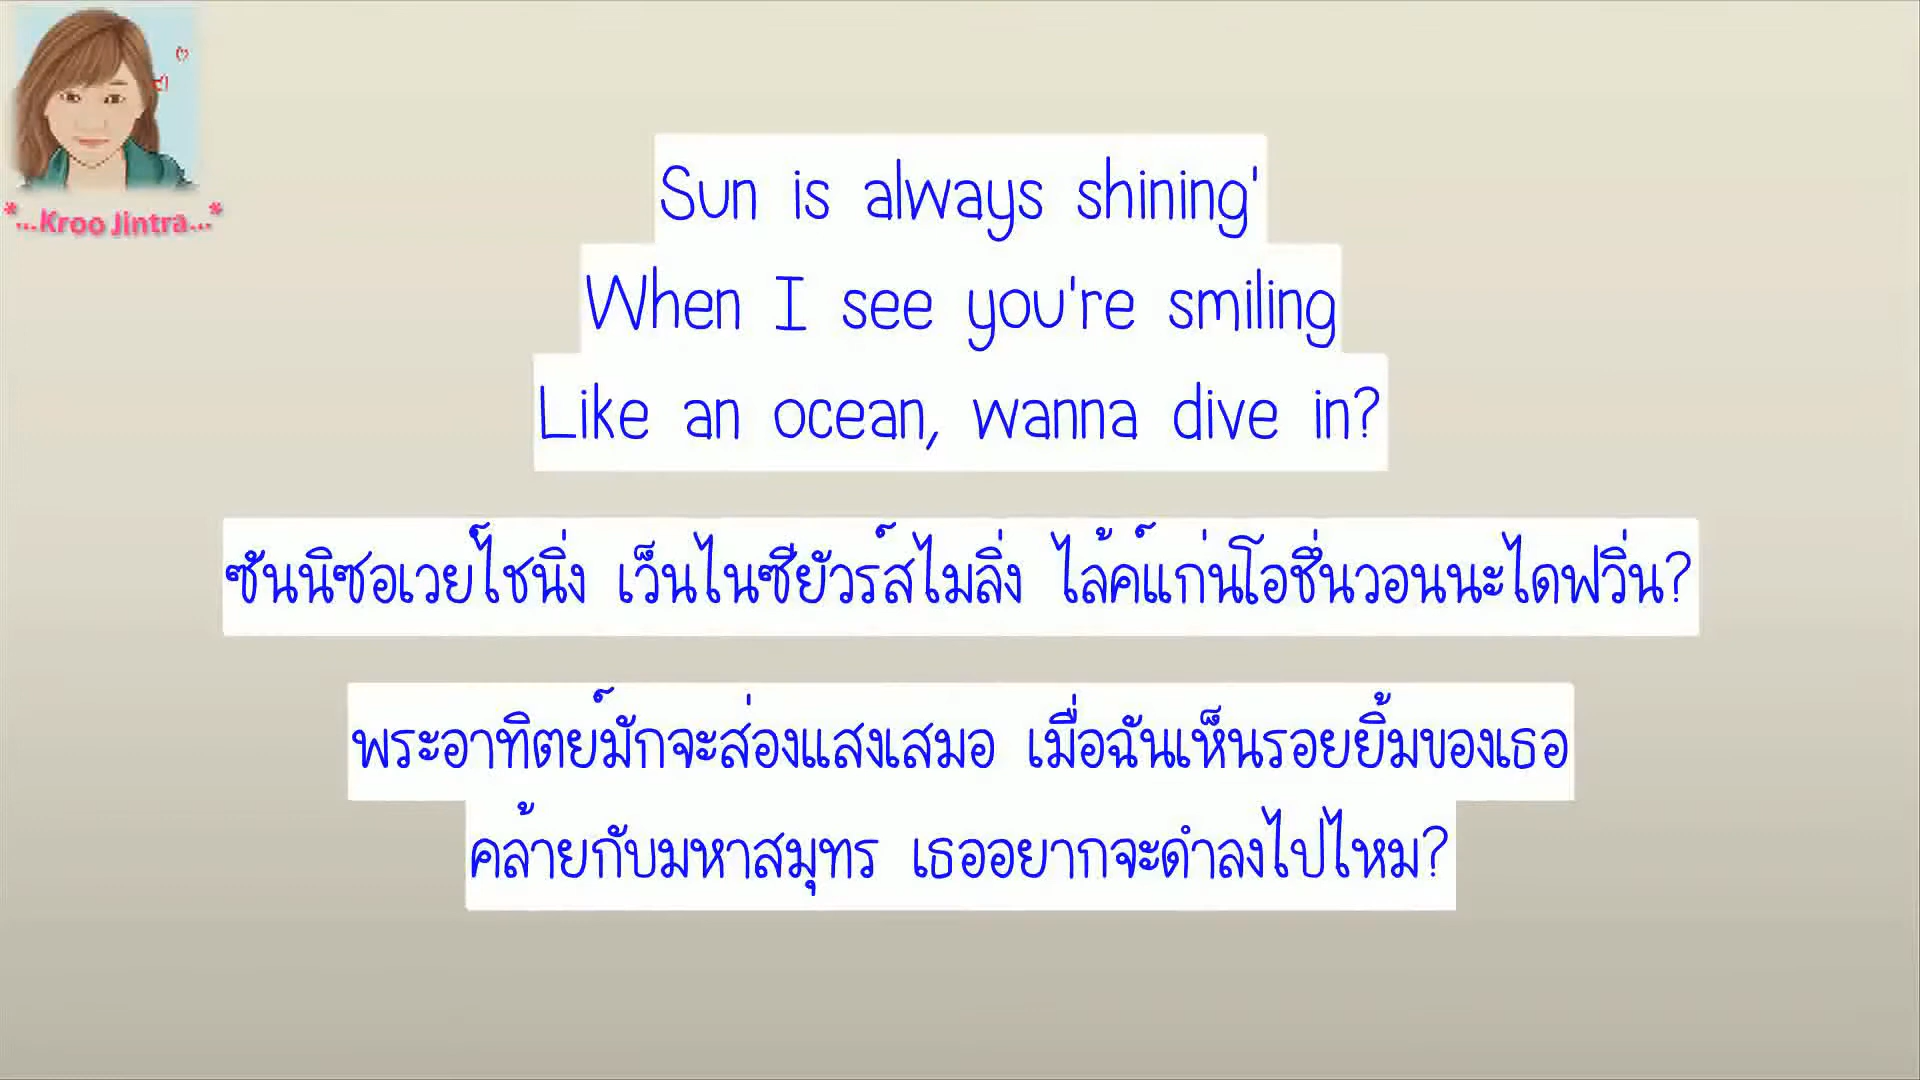 *...Kroo Jintra...*
Sun is always shining'
When I see you're smiling
Like an ocean, wanna dive in?
ซันนิซอเวย์ไชนิ่ง เว็นไนซียัวร์สไมลิ่ง ไล้ค์แก่นโอชึ่นวอนนะไดฟวิ่น?
พระอาทิตย์มักจะส่องแสงเสมอ เมื่อฉันเห็นรอยยิ้มของเธอ
คล้ายกับมหาสมุทร เธออยากจะดำลงไปไหม?